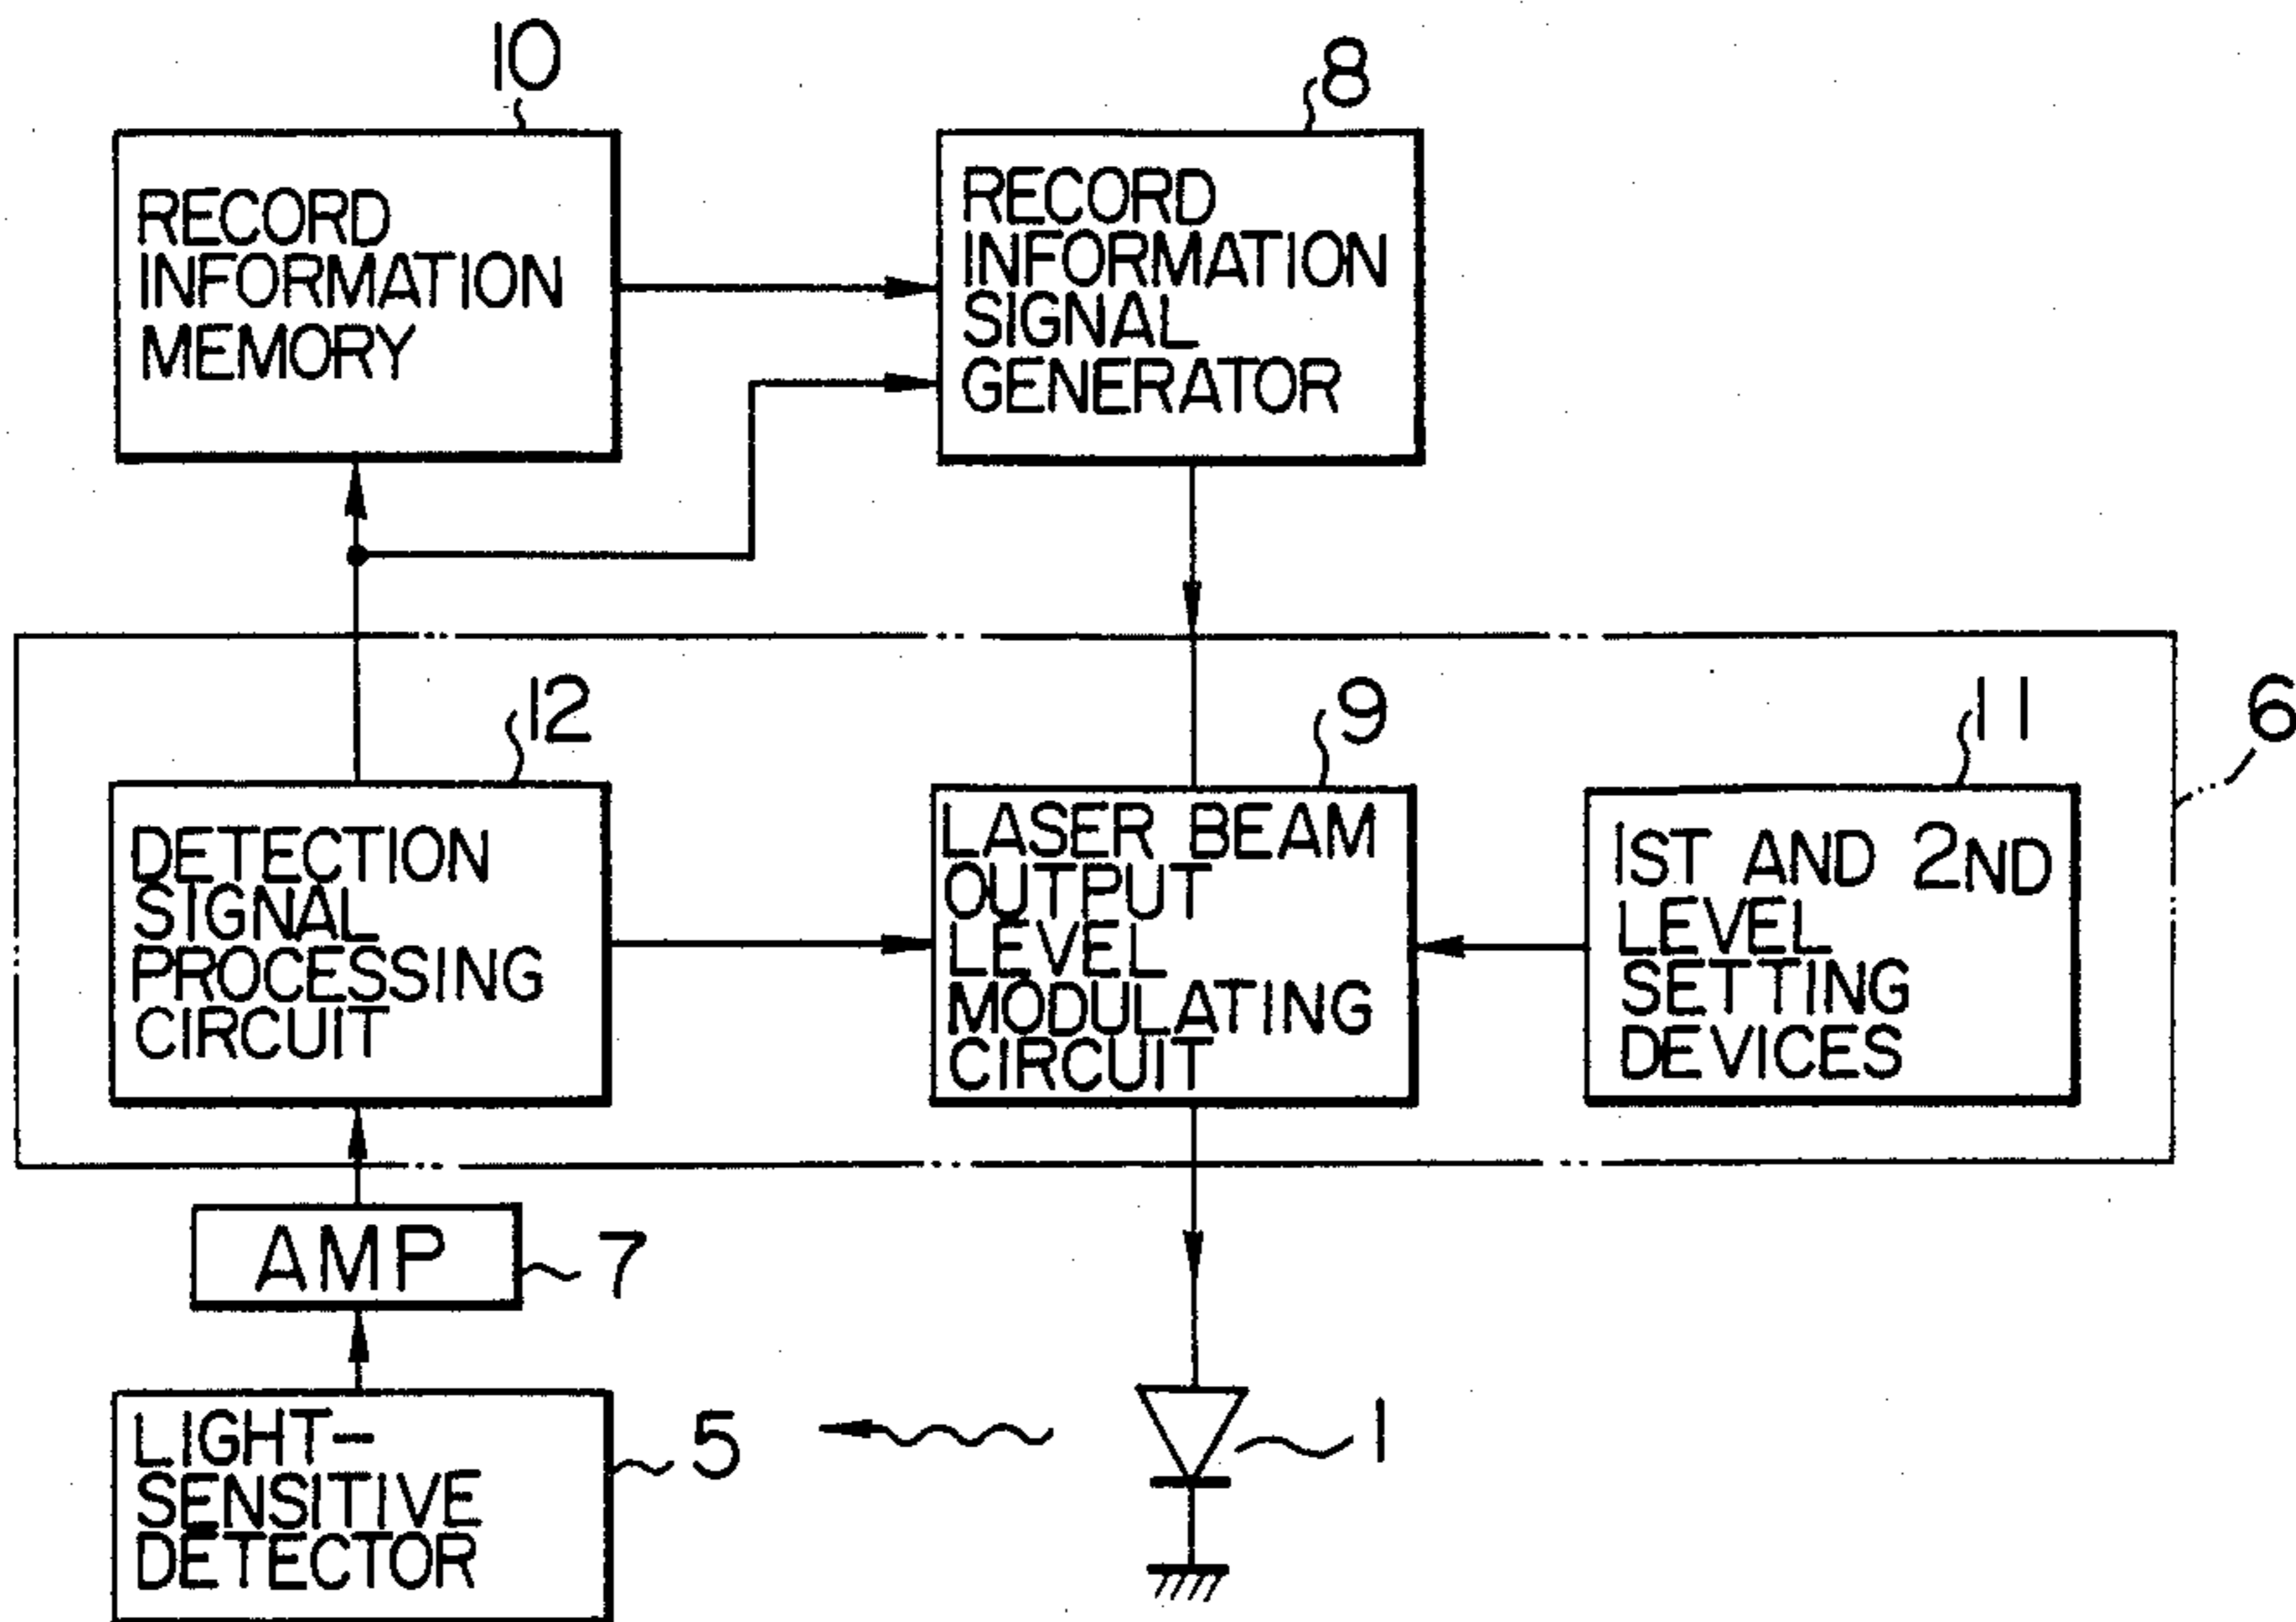 10
8
RECORD
INFORMATION
MEMORY
RECORD
INFORMATION
SIGNAL
GENERATOR
12
9
11
6
DETECTION
SIGNAL
PROCESSING
CIRCUIT
LASER BEAM
OUTPUT
LEVEL
MODULATING
CIRCUIT
1ST AND 2ND
LEVEL
SETTING
DEVICES
AMP
7
LIGHT-
SENSITIVE
DETECTOR
5
1